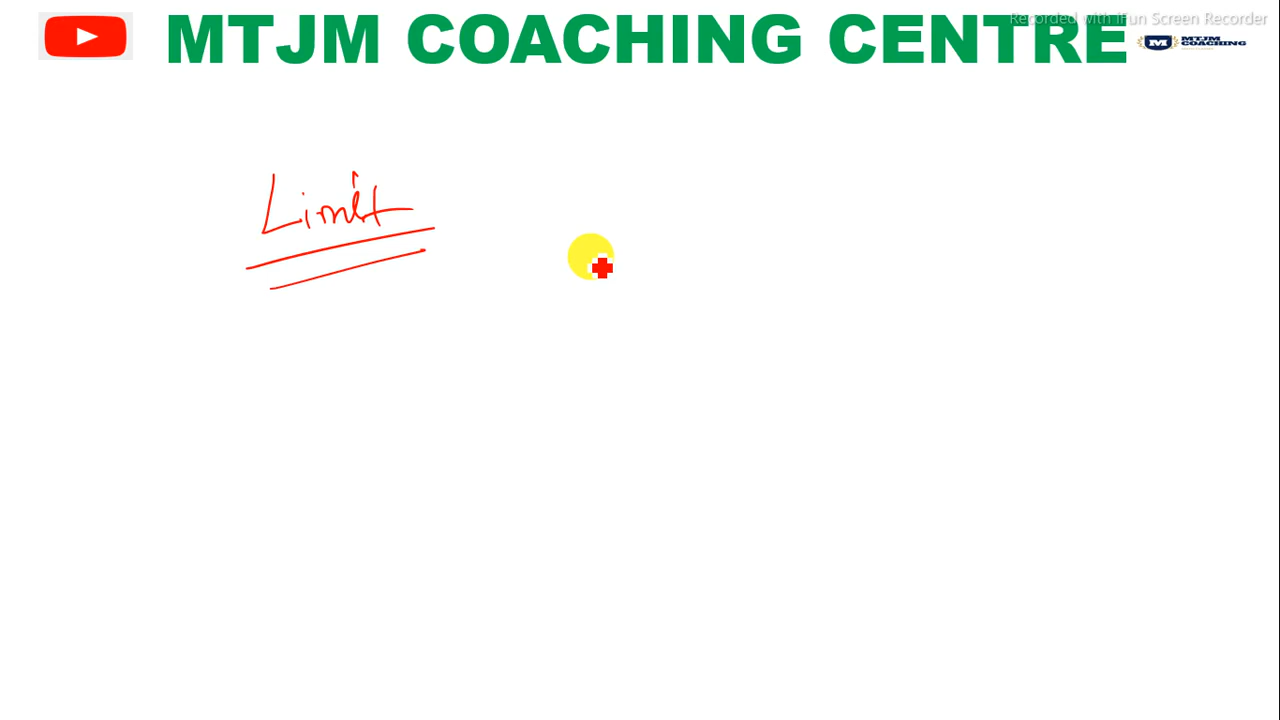 Recorded with iFun Screen Recorder
MTJM COACHING CENTRE
M MTJM COACHING
Limit